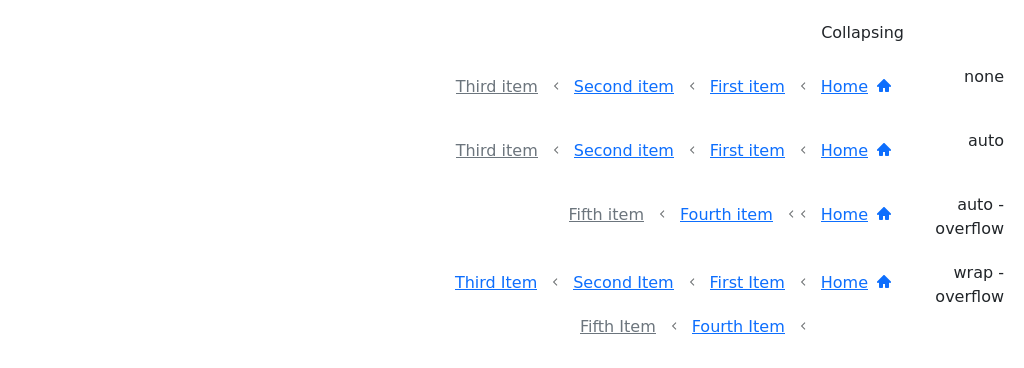 Collapsing
none
Home < First item < Second item < Third item
auto
Home < First item < Second item < Third item
auto -
overflow
Home < < Fourth item < Fifth item
wrap -
overflow
Home < First Item < Second Item < Third Item
< Fourth Item < Fifth Item